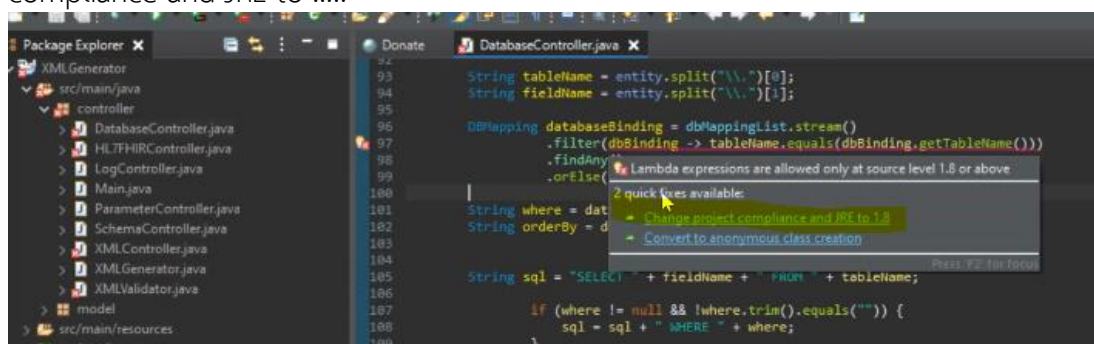 compliance and JRE to ....
Package Explorer
Donate
DatabaseController.java
XMLGenerator
src/main/java
controller
DatabaseController.java
HL7FHIRController.java
LogController.java
Main.java
ParameterController.java
SchemaController.java
XMLController.java
XMLGenerator.java
XMLValidator.java
model
src/main/resources
92
93 String tableName = entity.split("\\.")[0];
94 String fieldName = entity.split("\\.")[1];
95
96 DBMapping databaseBinding = dbMappingList.stream()
97 .filter(dbBinding -> tableName.equals(dbBinding.getTableName()))
98 .findAny()
99 .orElse(
100
101 String where = dat
102 String orderBy = d
103
104
105 String sql = "SELECT " + fieldName + " FROM " + tableName;
106
107 if (where != null && !where.trim().equals("")) {
108 sql = sql + " WHERE " + where;
109 }
Lambda expressions are allowed only at source level 1.8 or above
2 quick fixes available:
Change project compliance and JRE to 1.8
Convert to anonymous class creation
Press 'F2' for focus